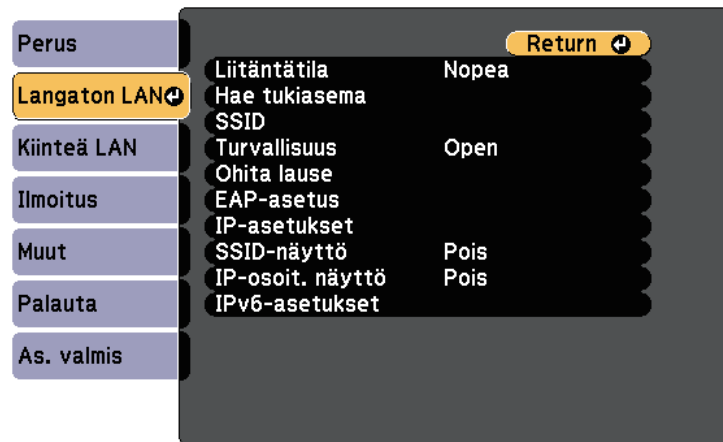 Perus
Langaton LAN
Kiinteä LAN
Ilmoitus
Muut
Palauta
As. valmis
Return
Liitäntätila Nopea
Hae tukiasema
SSID
Turvallisuus Open
Ohita lause
EAP-asetus
IP-asetukset
SSID-näyttö Pois
IP-osoit. näyttö Pois
IPv6-asetukset